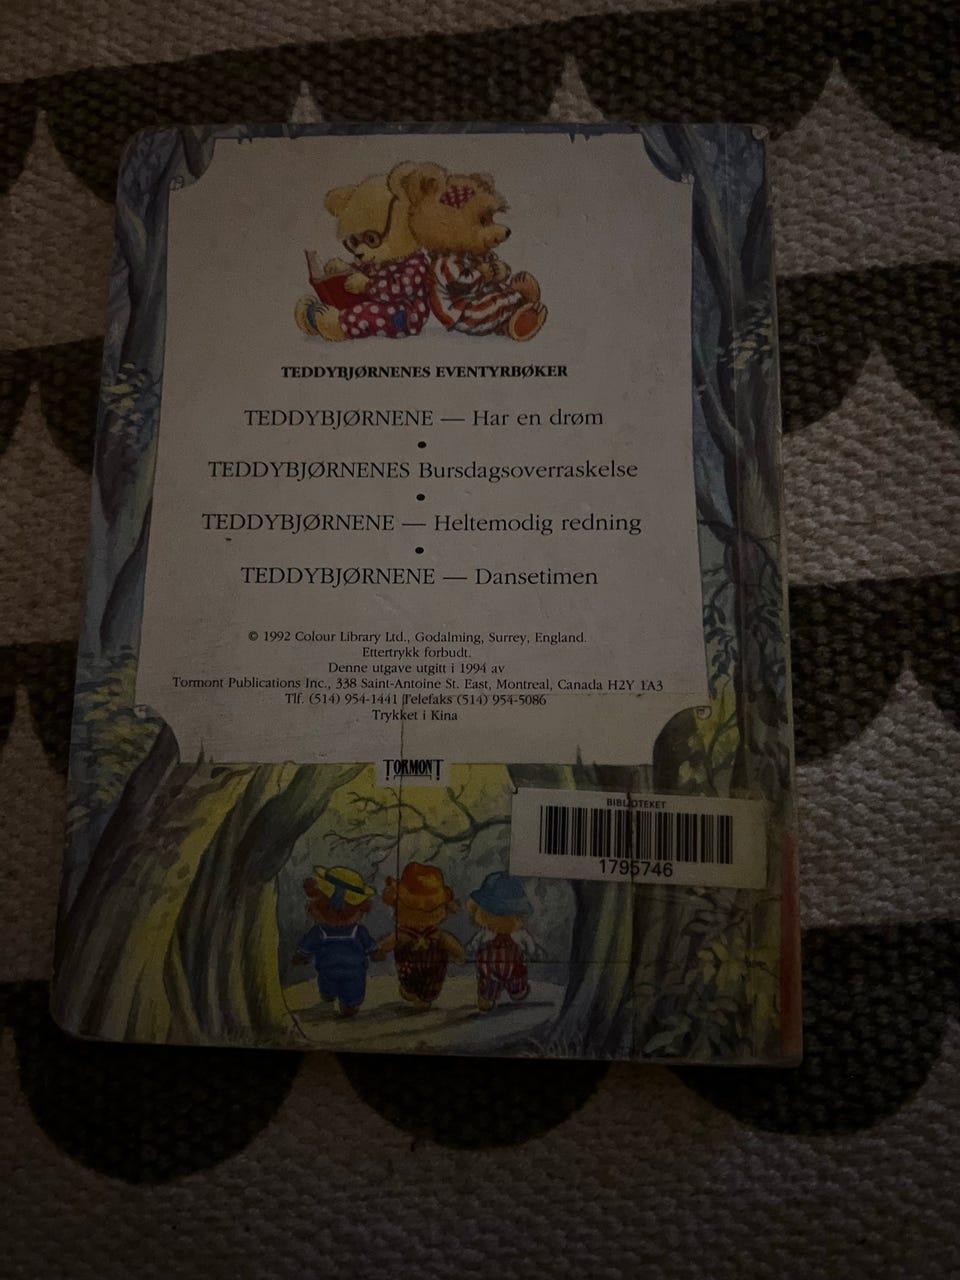 TEDDYBJØRNENES EVENTYRBØKER
TEDDYBJØRNENE — Har en drøm
•
TEDDYBJØRNENES Bursdagsoverraskelse
•
TEDDYBJØRNENE — Heltemodig redning
•
TEDDYBJØRNENE — Dansetimen
© 1992 Colour Library Ltd., Godalming, Surrey, England.
Ettertrykk forbudt.
Denne utgave utgitt i 1994 av
Tormont Publications Inc., 338 Saint-Antoine St. East, Montreal, Canada H2Y 1A3
Tlf. (514) 954-1441 Telefaks (514) 954-5086
Trykket i Kina
TORMONT
BIBLIOTEKET
1795746